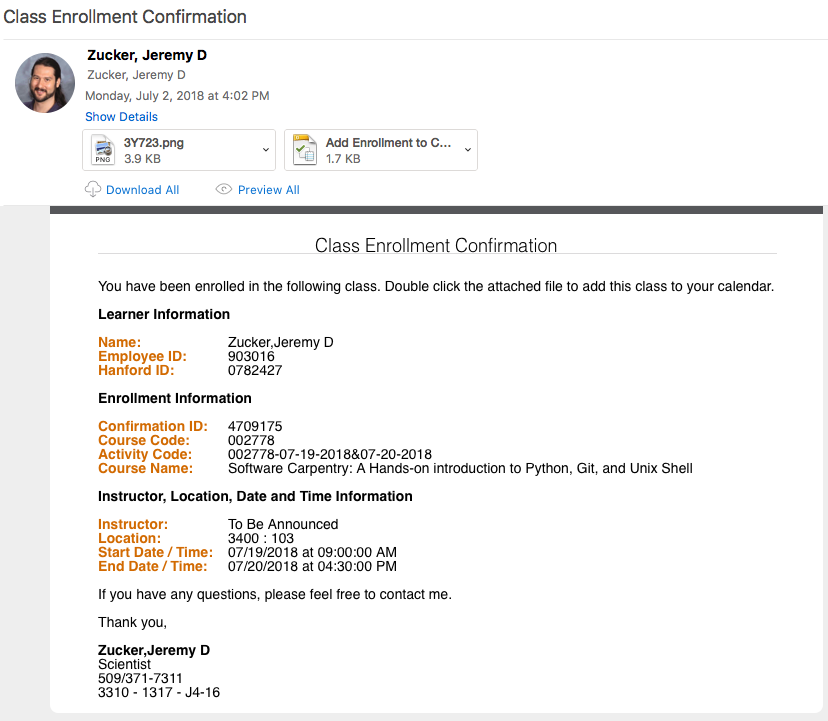 Class Enrollment Confirmation
Zucker, Jeremy D
Zucker, Jeremy D
Monday, July 2, 2018 at 4:02 PM
Show Details
3Y723.png
3.9 KB
PNG
Add Enrollment to C...
1.7 KB
Download All Preview All
Class Enrollment Confirmation
You have been enrolled in the following class. Double click the attached file to add this class to your calendar.
Learner Information
Name: Zucker,Jeremy D
Employee ID: 903016
Hanford ID: 0782427
Enrollment Information
Confirmation ID: 4709175
Course Code: 002778
Activity Code: 002778-07-19-2018&07-20-2018
Course Name: Software Carpentry: A Hands-on introduction to Python, Git, and Unix Shell
Instructor, Location, Date and Time Information
Instructor: To Be Announced
Location: 3400 : 103
Start Date / Time: 07/19/2018 at 09:00:00 AM
End Date / Time: 07/20/2018 at 04:30:00 PM
If you have any questions, please feel free to contact me.
Thank you,
Zucker,Jeremy D
Scientist
509/371-7311
3310 - 1317 - J4-16